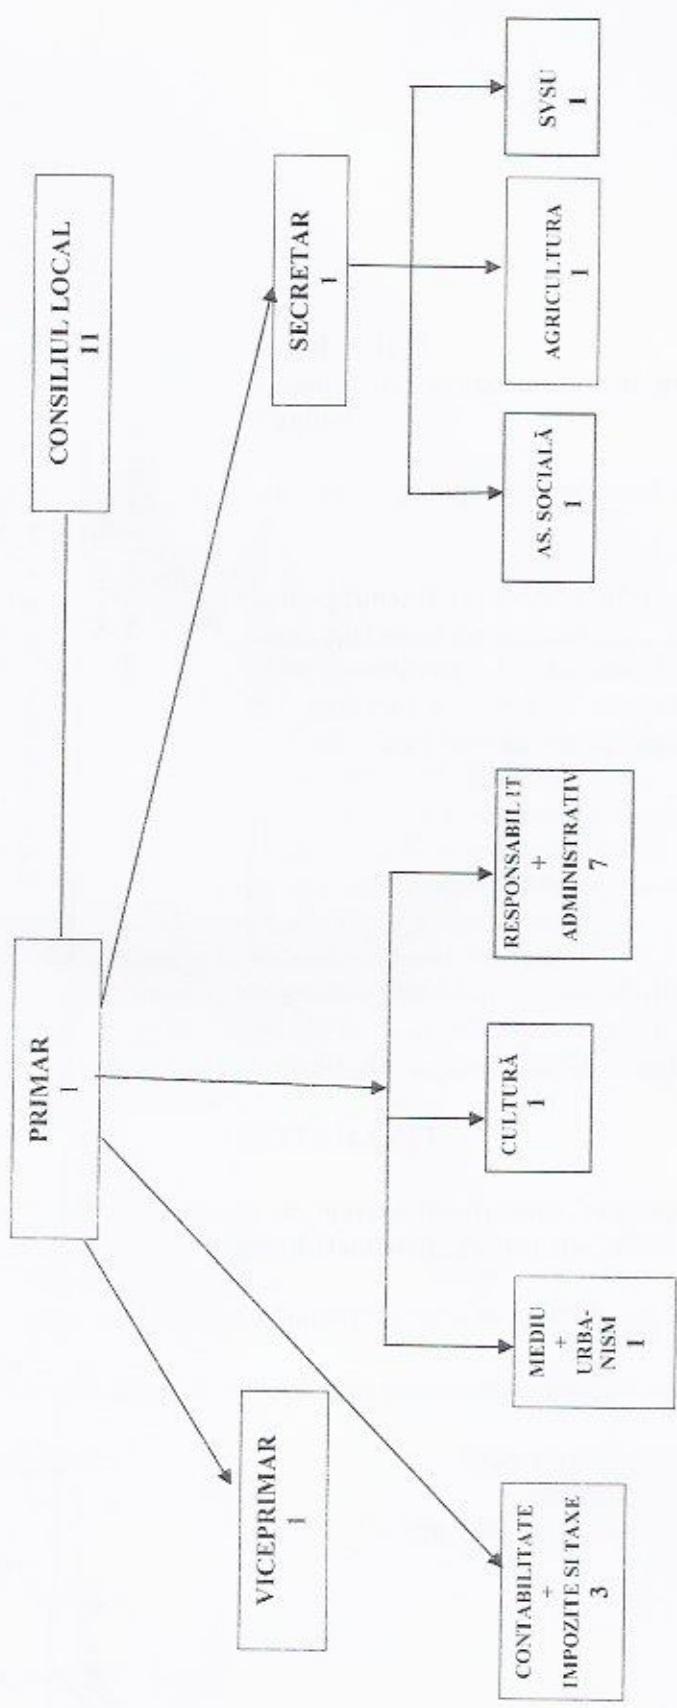 CONSILIUL LOCAL
11
PRIMAR
1
VICEPRIMAR
1
SECRETAR
1
CONTABILITATE
+
IMPOZITE SI TAXE
3
MEDIU
+
URBA-
NISM
1
CULTURĂ
1
RESPONSABIL IT
+
ADMINISTRATIV
7
AS. SOCIALĂ
1
AGRICULTURA
1
SVSU
1